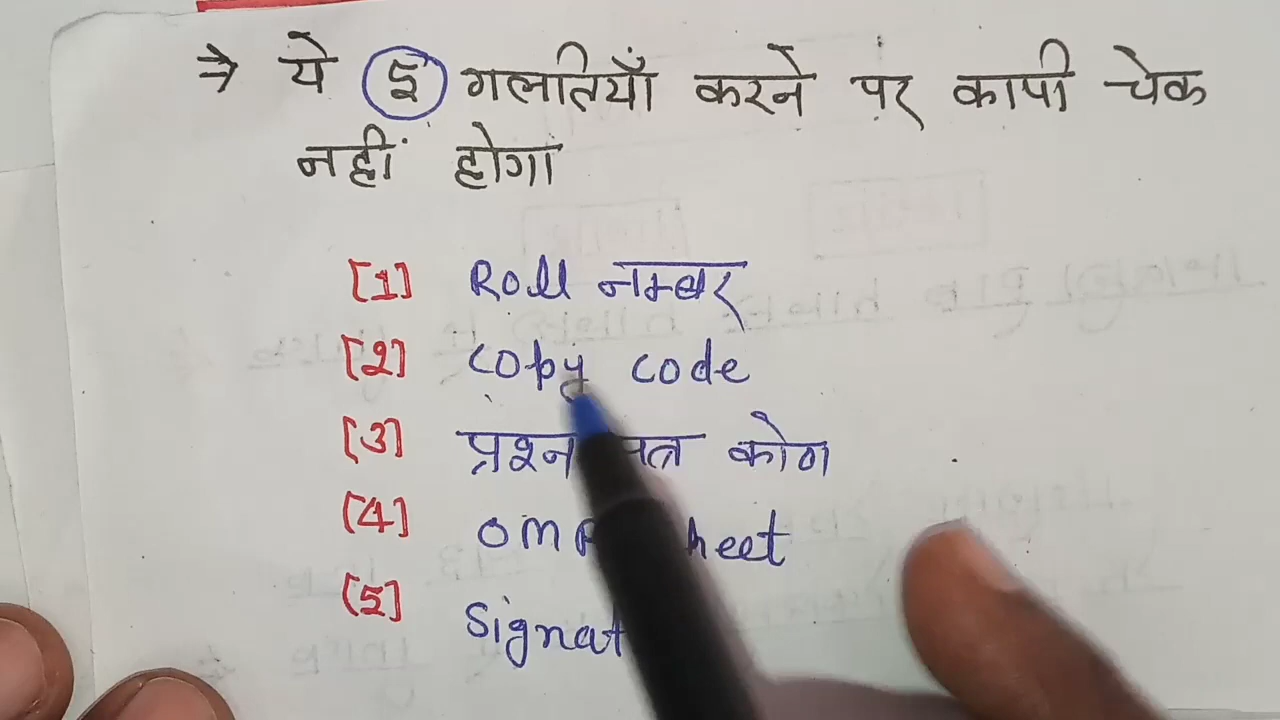 ⇒ ये 5 गलतियाँ करने पर कापी चेक
नहीं होगा
[1] Roll नम्बर
[2] Copy code
[3] प्रश्न पत्र कोग
[4] OMR Sheet
[5]